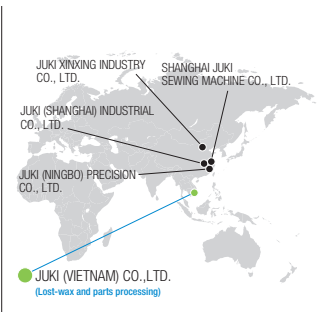 JUKI XINXING INDUSTRY
CO., LTD.
SHANGHAI JUKI
SEWING MACHINE CO., LTD.
JUKI (SHANGHAI) INDUSTRIAL
CO., LTD.
JUKI (NINGBO) PRECISION
CO., LTD.
JUKI (VIETNAM) CO.,LTD.
(Lost-wax and parts processing)